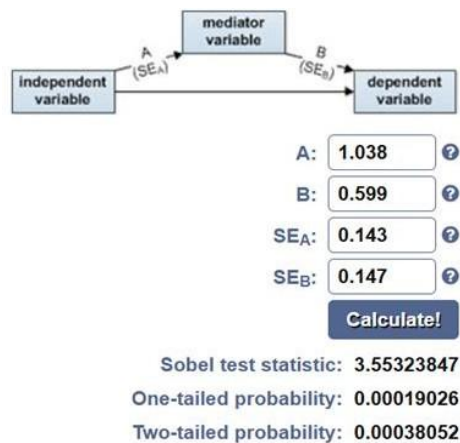 mediator
variable
A
(SEA)
B
(SEB)
independent
variable
dependent
variable
A: 1.038 ?
B: 0.599 ?
SEA: 0.143 ?
SEB: 0.147 ?
Calculate!
Sobel test statistic: 3.55323847
One-tailed probability: 0.00019026
Two-tailed probability: 0.00038052